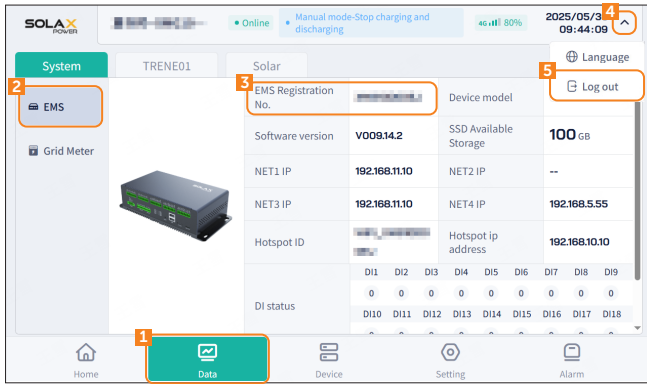 SOLAX
POWER
Online
Manual mode-Stop charging and
discharging
4G 80%
2025/05/3
09:44:09
4
Language
5
Log out
System
TRENE01
Solar
2
EMS
Grid Meter
3
EMS Registration
No.
Device model
Software version
V009.14.2
SSD Available
Storage
100 GB
NET1 IP
192.168.11.10
NET2 IP
--
NET3 IP
192.168.11.10
NET4 IP
192.168.5.55
Hotspot ID
Hotspot ip
address
192.168.10.10
DI status
DI1 DI2 DI3 DI4 DI5 DI6 DI7 DI8 DI9
0 0 0 0 0 0 0 0 0
DI10 DI11 DI12 DI13 DI14 DI15 DI16 DI17 DI18
1
Home
Data
Device
Setting
Alarm